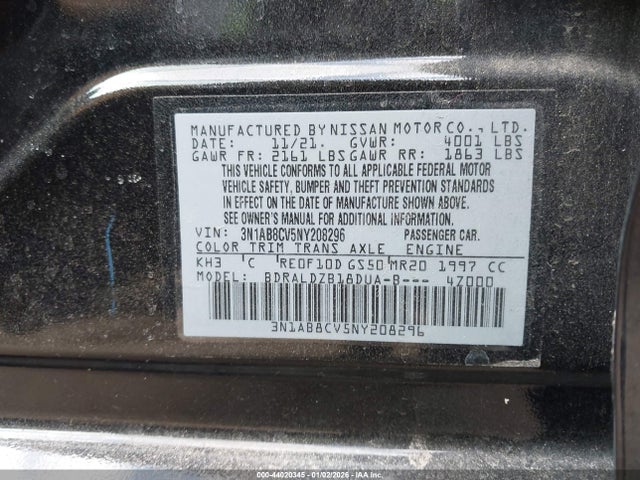 MANUFACTURED BY NISSAN MOTOR CO., LTD.
DATE: 11/21. GVWR: 4001 LBS
GAWR FR: 2161 LBS GAWR RR: 1863 LBS
THIS VEHICLE CONFORMS TO ALL APPLICABLE FEDERAL MOTOR
VEHICLE SAFETY, BUMPER AND THEFT PREVENTION STANDARDS
IN EFFECT ON THE DATE OF MANUFACTURE SHOWN ABOVE.
SEE OWNER'S MANUAL FOR ADDITIONAL INFORMATION.
VIN: 3N1AB8CV5NY208296 PASSENGER CAR.
COLOR TRIM TRANS AXLE ENGINE
KH3 C RE0F10D GS50 MR20 1997 CC
MODEL: BDRALDZB18DUA-B--- 4Z000
3N1AB8CV5NY208296
000-44020345 | 01/02/2026 | IAA